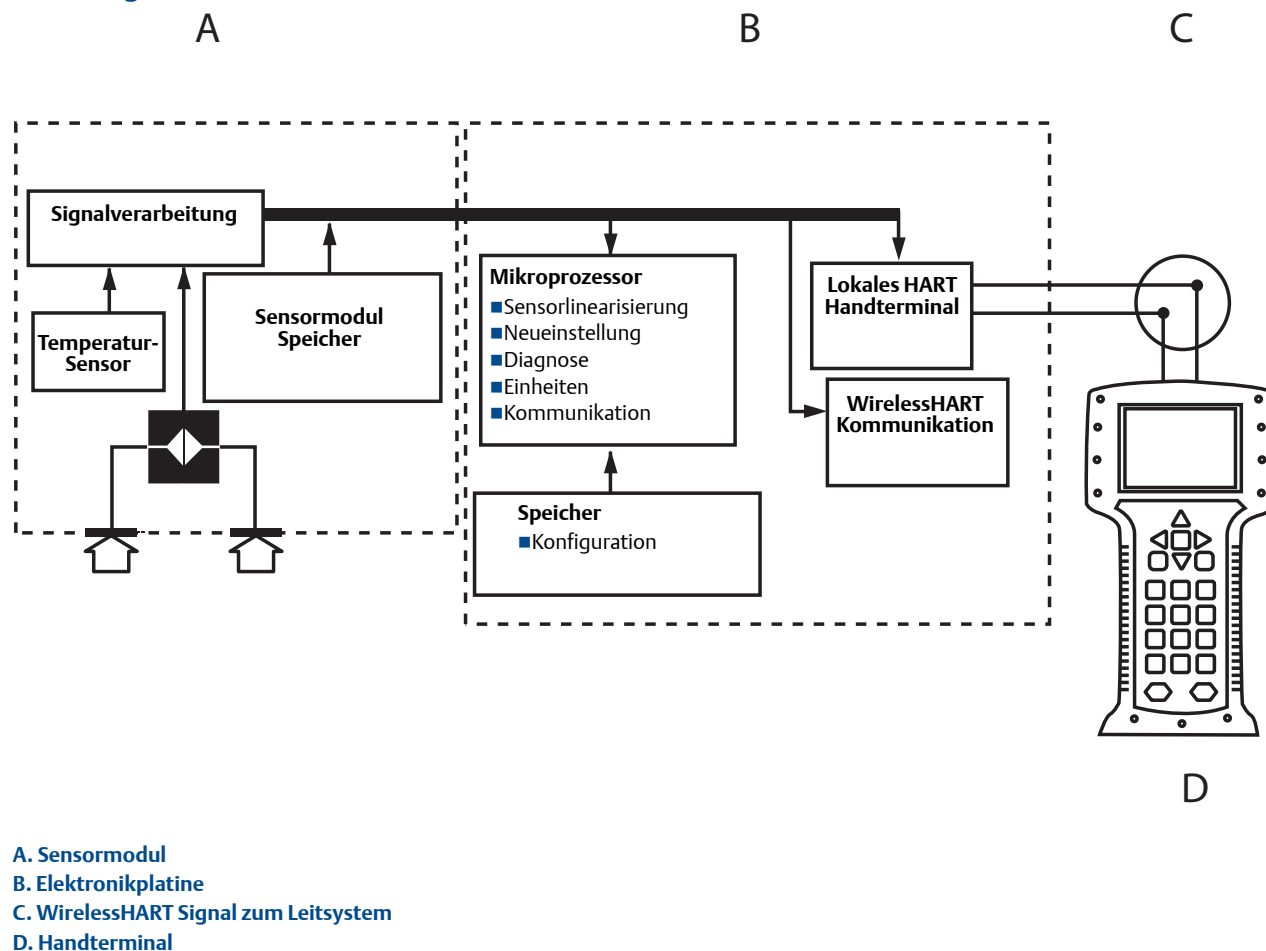 A
B
C
Signalverarbeitung
Temperatur-
Sensor
Sensormodul
Speicher
Mikroprozessor
■Sensorlinearisierung
■Neueinstellung
■Diagnose
■Einheiten
■Kommunikation
Speicher
■Konfiguration
Lokales HART
Handterminal
WirelessHART
Kommunikation
D
A. Sensormodul
B. Elektronikplatine
C. WirelessHART Signal zum Leitsystem
D. Handterminal